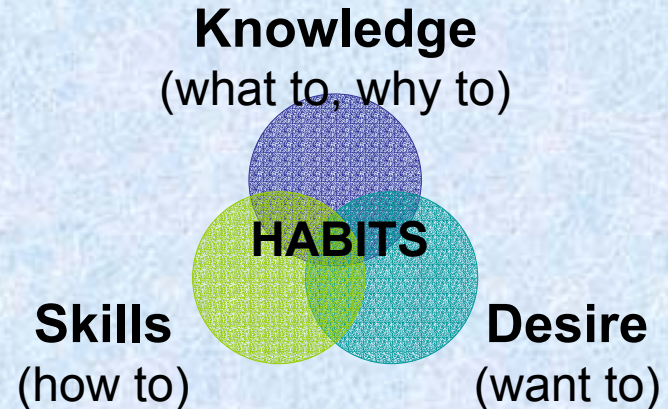 Knowledge
(what to, why to)
HABITS
Skills
(how to)
Desire
(want to)